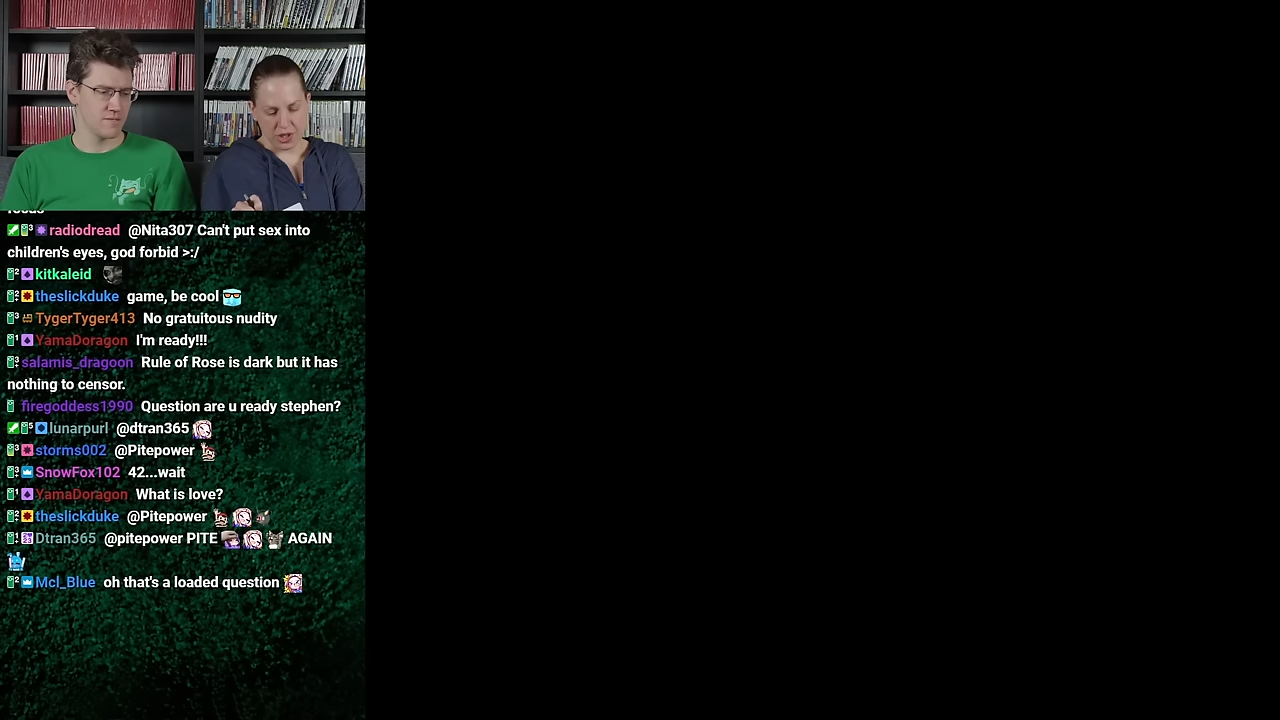 radiodread @Nita307 Can't put sex into
children's eyes, god forbid >:/
kitkaleid
theslickduke game, be cool
TygerTyger413 No gratuitous nudity
YamaDoragon I'm ready!!!
salamis_dragoon Rule of Rose is dark but it has
nothing to censor.
firegoddess1990 Question are u ready stephen?
lunarpurl @dtran365
storms002 @Pitepower
SnowFox102 42...wait
YamaDoragon What is love?
theslickduke @Pitepower
Dtran365 @pitepower PITE AGAIN
Mcl_Blue oh that's a loaded question